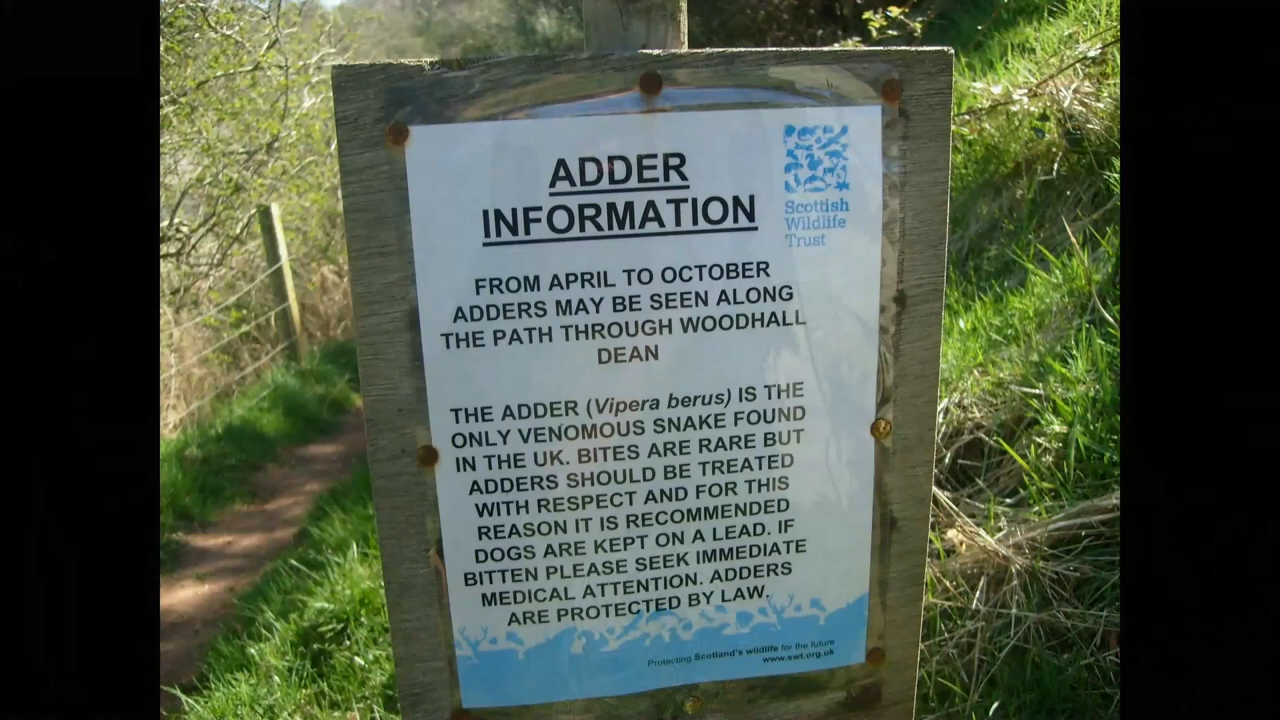 ADDER
INFORMATION
Scottish
Wildlife
Trust
FROM APRIL TO OCTOBER
ADDERS MAY BE SEEN ALONG
THE PATH THROUGH WOODHALL
DEAN
THE ADDER (Vipera berus) IS THE
ONLY VENOMOUS SNAKE FOUND
IN THE UK. BITES ARE RARE BUT
ADDERS SHOULD BE TREATED
WITH RESPECT AND FOR THIS
REASON IT IS RECOMMENDED
DOGS ARE KEPT ON A LEAD. IF
BITTEN PLEASE SEEK IMMEDIATE
MEDICAL ATTENTION. ADDERS
ARE PROTECTED BY LAW.
Protecting Scotland's wildlife for the future
www.swt.org.uk